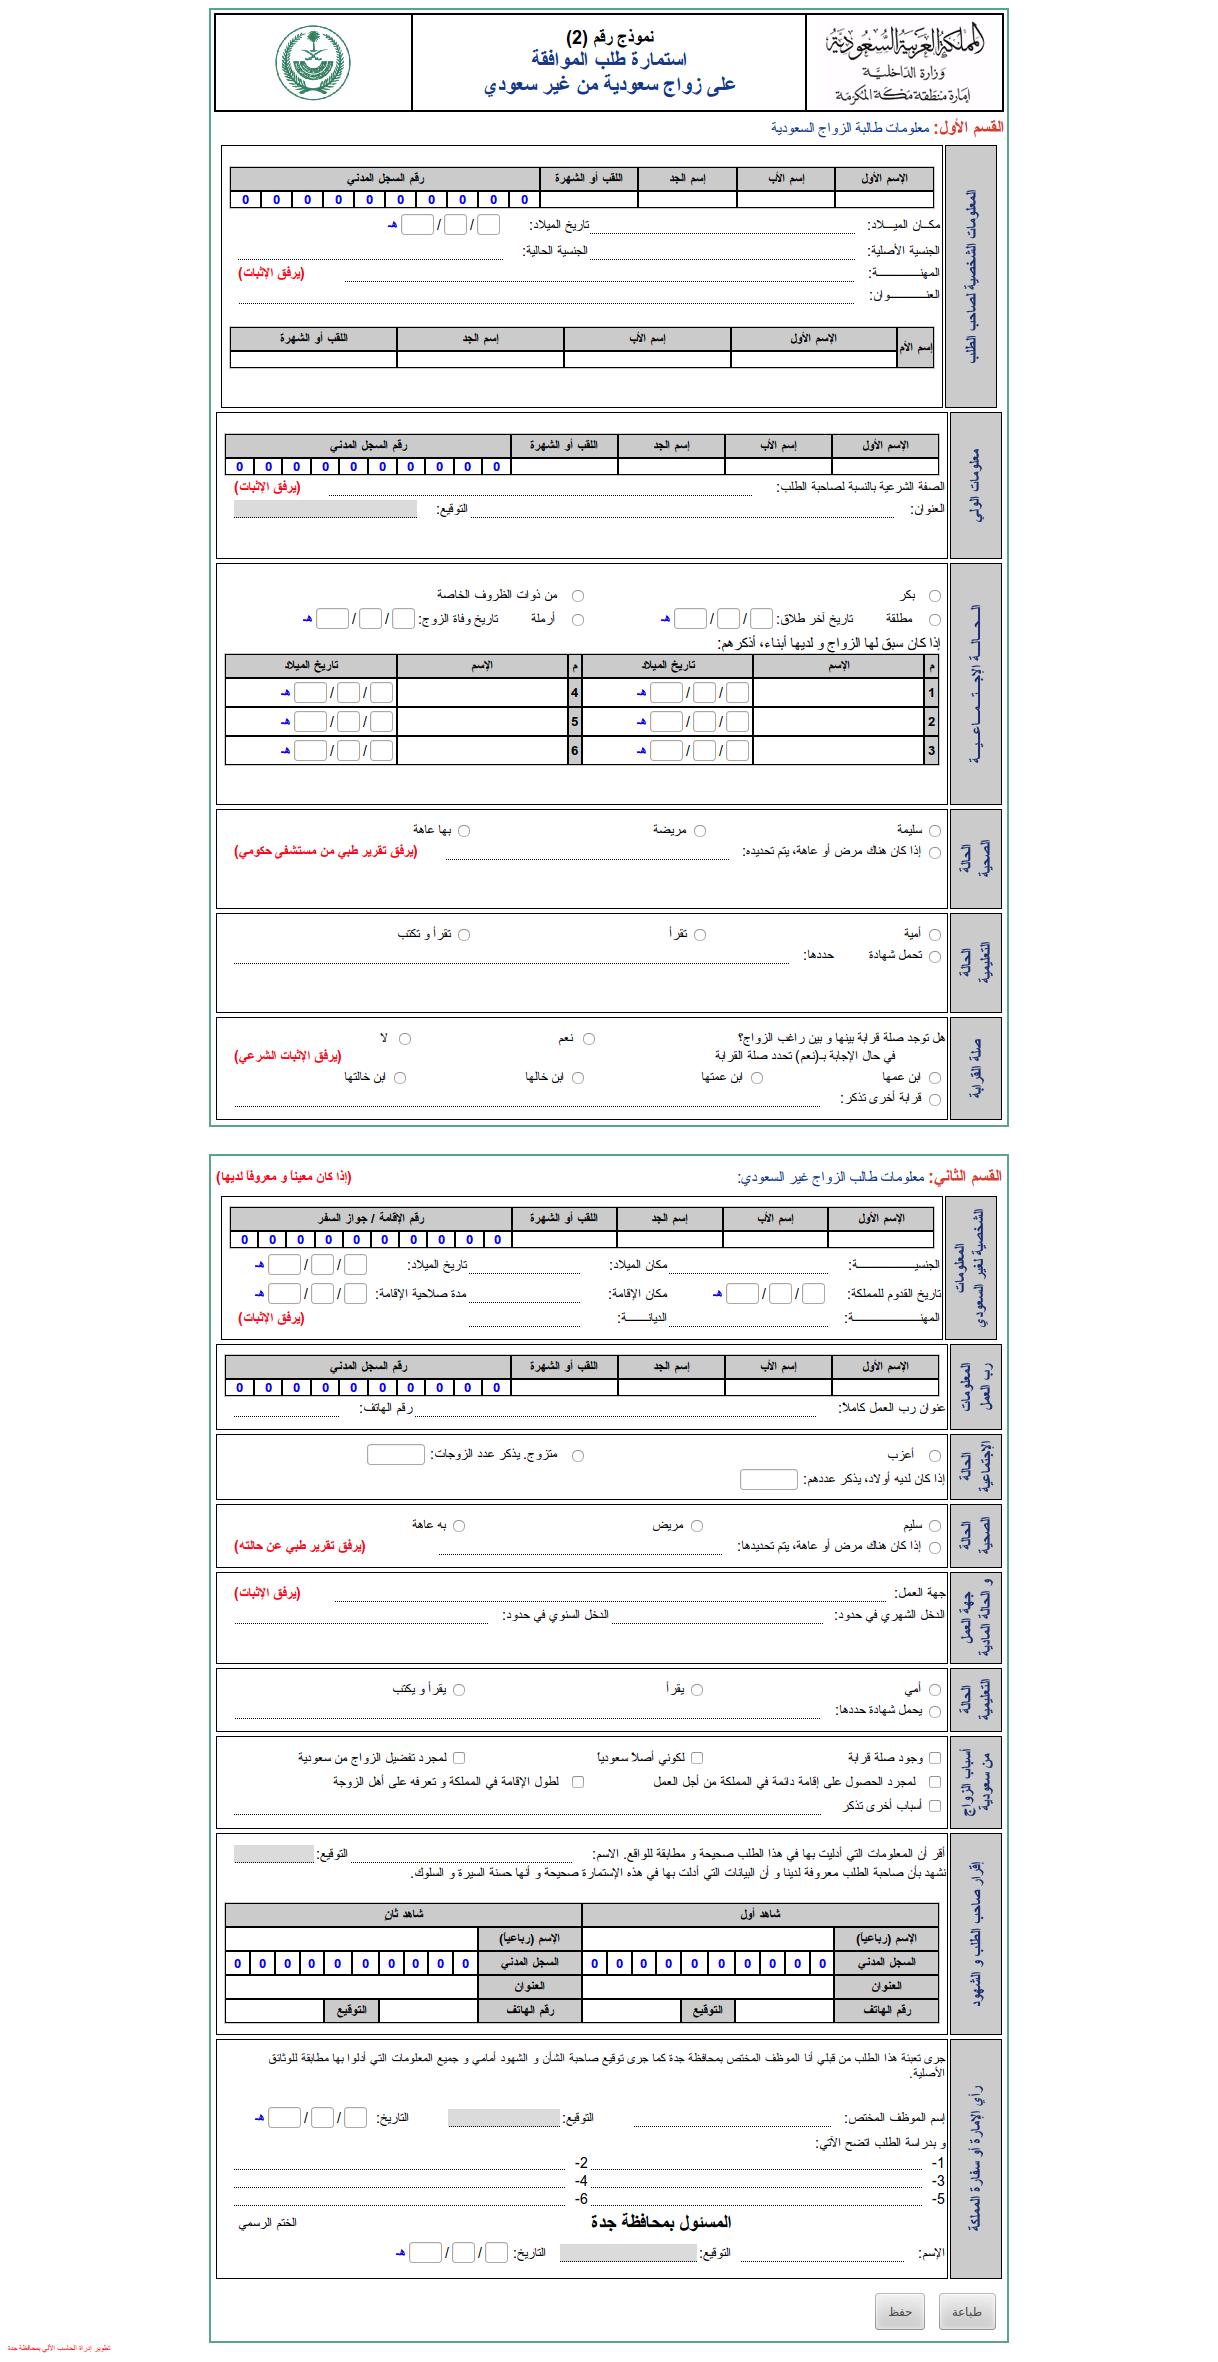 المملكة العربية السعودية
وزارة الداخلية
إمارة منطقة مكة المكرمة
نموذج رقم (2)
استمارة طلب الموافقة
على زواج سعودية من غير سعودي
القسم الأول: معلومات طالبة الزواج السعودية
المعلومات الشخصية لصاحب الطلب
الإسم الأول إسم الأب إسم الجد اللقب أو الشهرة رقم السجل المدني
0 0 0 0 0 0 0 0 0 0
مكـان الميـــلاد: تاريخ الميلاد: / / هـ
الجنسية الأصلية: الجنسية الحالية:
المهنـــــــــــــة: (يرفق الإثبات)
العنـــــــــوان:
إسم الأم الإسم الأول إسم الأب إسم الجد اللقب أو الشهرة
معلومات الولي
الإسم الأول إسم الأب إسم الجد اللقب أو الشهرة رقم السجل المدني
0 0 0 0 0 0 0 0 0 0
الصفة الشرعية بالنسبة لصاحبة الطلب: (يرفق الإثبات)
العنوان: التوقيع:
الـــحـــالـــة الإجـــتـــمـــاعـــيـــة
بكر من ذوات الظروف الخاصة
مطلقة تاريخ آخر طلاق: / / هـ أرملة تاريخ وفاة الزوج: / / هـ
إذا كان سبق لها الزواج و لديها أبناء، أذكرهم:
م الإسم تاريخ الميلاد م الإسم تاريخ الميلاد
1 / / هـ 4 / / هـ
2 / / هـ 5 / / هـ
3 / / هـ 6 / / هـ
الحالة
الصحية
سليمة مريضة بها عاهة
إذا كان هناك مرض أو عاهة، يتم تحديده: (يرفق تقرير طبي من مستشفى حكومي)
الحالة
التعليمية
أمية تقرأ تقرأ و تكتب
تحمل شهادة حددها:
صلة القرابة
هل توجد صلة قرابة بينها و بين راغب الزواج؟ نعم لا
في حال الإجابة بـ(نعم) تحدد صلة القرابة (يرفق الإثبات الشرعي)
ابن عمها ابن عمتها ابن خالها ابن خالتها
قرابة أخرى تذكر:
القسم الثاني: معلومات طالب الزواج غير السعودي: (إذا كان معيناً و معروفاً لديها)
المعلومات
الشخصية لغير السعودي
الإسم الأول إسم الأب إسم الجد اللقب أو الشهرة رقم الإقامة / جواز السفر
0 0 0 0 0 0 0 0 0 0
الجنسيـــــــــــــــة: مكان الميلاد: تاريخ الميلاد: / / هـ
تاريخ القدوم للمملكة: / / هـ مكان الإقامة: مدة صلاحية الإقامة: / / هـ
المهنـــــــــــــــــة: الديانـــــة: (يرفق الإثبات)
المعلومات
رب العمل
الإسم الأول إسم الأب إسم الجد اللقب أو الشهرة رقم السجل المدني
0 0 0 0 0 0 0 0 0 0
عنوان رب العمل كاملاً: رقم الهاتف:
الحالة
الإجتماعية
أعزب متزوج. يذكر عدد الزوجات:
إذا كان لديه أولاد، يذكر عددهم:
الحالة
الصحية
سليم مريض به عاهة
إذا كان هناك مرض أو عاهة، يتم تحديدها: (يرفق تقرير طبي عن حالته)
جهة العمل
و الحالة المادية
جهة العمل: (يرفق الإثبات)
الدخل الشهري في حدود: الدخل السنوي في حدود:
الحالة
التعليمية
أمي يقرأ يقرأ و يكتب
يحمل شهادة حددها:
أسباب الزواج
من سعودية
وجود صلة قرابة لكوني أصلاً سعودياً لمجرد تفضيل الزواج من سعودية
لمجرد الحصول على إقامة دائمة في المملكة من أجل العمل لطول الإقامة في المملكة و تعرفه على أهل الزوجة
أسباب أخرى تذكر
إقرار صاحب الطلب و الشهود
أقر أن المعلومات التي أدليت بها في هذا الطلب صحيحة و مطابقة للواقع. الاسم: التوقيع:
نشهد بأن صاحبة الطلب معروفة لدينا و أن البيانات التي أدلت بها في هذه الإستمارة صحيحة و أنها حسنة السيرة و السلوك.
شاهد أول شاهد ثان
الإسم (رباعياً) الإسم (رباعياً)
السجل المدني 0 0 0 0 0 0 0 0 0 0 السجل المدني 0 0 0 0 0 0 0 0 0 0
العنوان العنوان
رقم الهاتف التوقيع رقم الهاتف التوقيع
رأي الإمارة أو سفارة المملكة
جرى تعبئة هذا الطلب من قبلي أنا الموظف المختص بمحافظة جدة كما جرى توقيع صاحبة الشأن و الشهود أمامي و جميع المعلومات التي أدلوا بها مطابقة للوثائق
الأصلية.
إسم الموظف المختص: التوقيع: التاريخ: / / هـ
و بدراسة الطلب اتضح الآتي:
1- 2-
3- 4-
5- 6-
المسئول بمحافظة جدة الختم الرسمي
الإسم: التوقيع: التاريخ: / / هـ
طباعة حفظ
تطوير إدراة الحاسب الآلي بمحافظة جدة